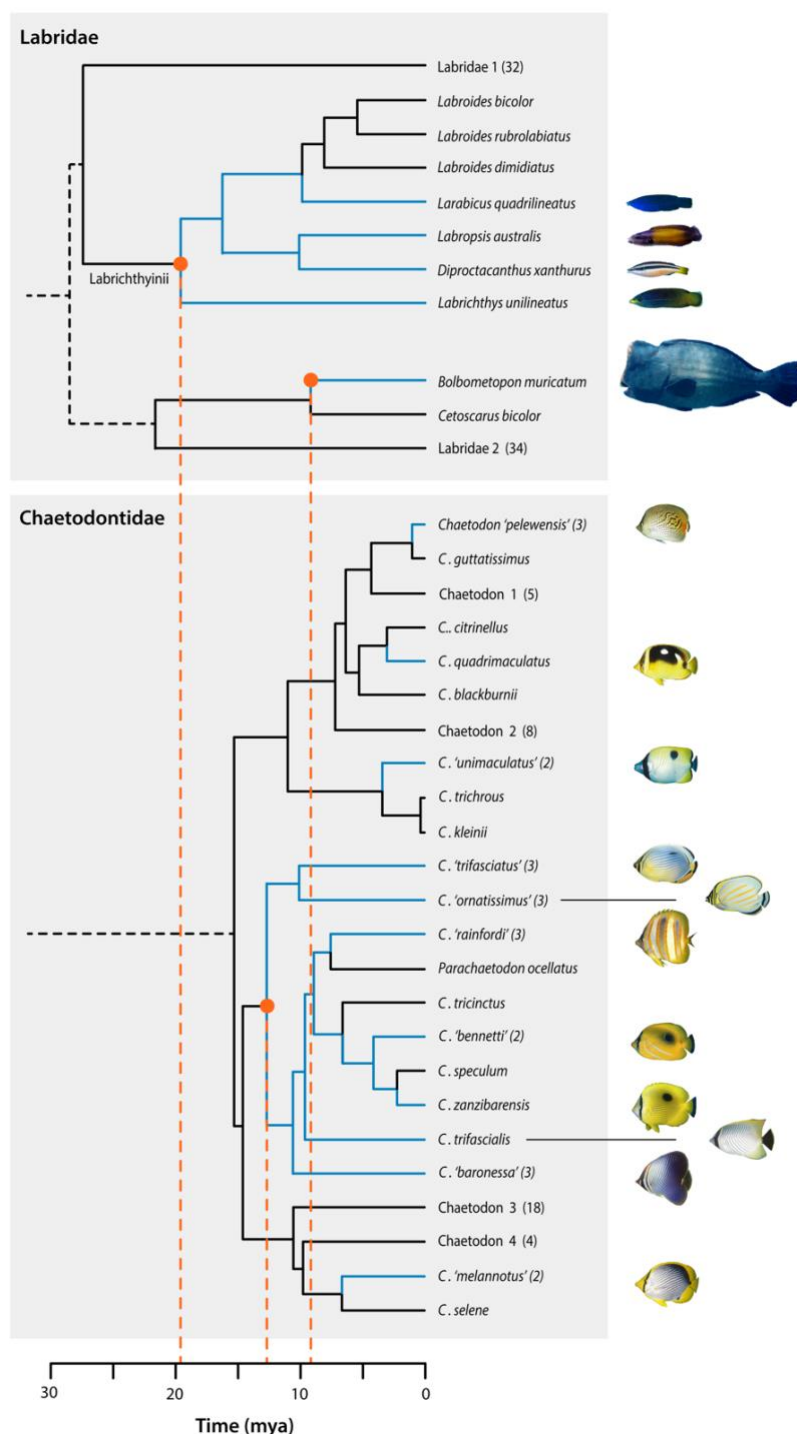 Labridae
Labridae 1 (32)
Labroides bicolor
Labroides rubrolabiatus
Labroides dimidiatus
Larabicus quadrilineatus
Labropsis australis
Labrichthyinii
Diproctacanthus xanthurus
Labrichthys unilineatus
Bolbometopon muricatum
Cetoscarus bicolor
Labridae 2 (34)
Chaetodontidae
Chaetodon ‘pelewensis’ (3)
C. guttatissimus
Chaetodon 1 (5)
C.. citrinellus
C. quadrimaculatus
C. blackburnii
Chaetodon 2 (8)
C. ‘unimaculatus’ (2)
C. trichrous
C. kleinii
C. ‘trifasciatus’ (3)
C. ‘ornatissimus’ (3)
C. ‘rainfordi’ (3)
Parachaetodon ocellatus
C. tricinctus
C. ‘bennetti’ (2)
C. speculum
C. zanzibarensis
C. trifascialis
C. ‘baronessa’ (3)
Chaetodon 3 (18)
Chaetodon 4 (4)
C. ‘melannotus’ (2)
C. selene
30 20 10 0
Time (mya)